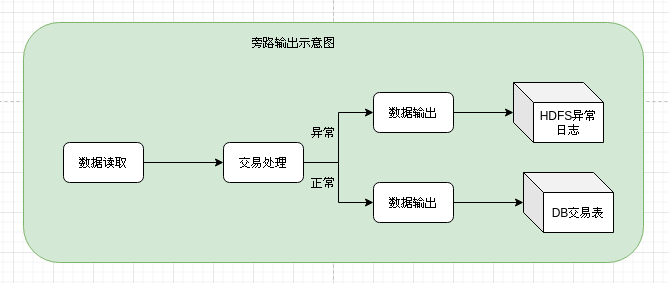 旁路输出示意图
数据读取
交易处理
异常
正常
数据输出
HDFS异常
日志
数据输出
DB交易表